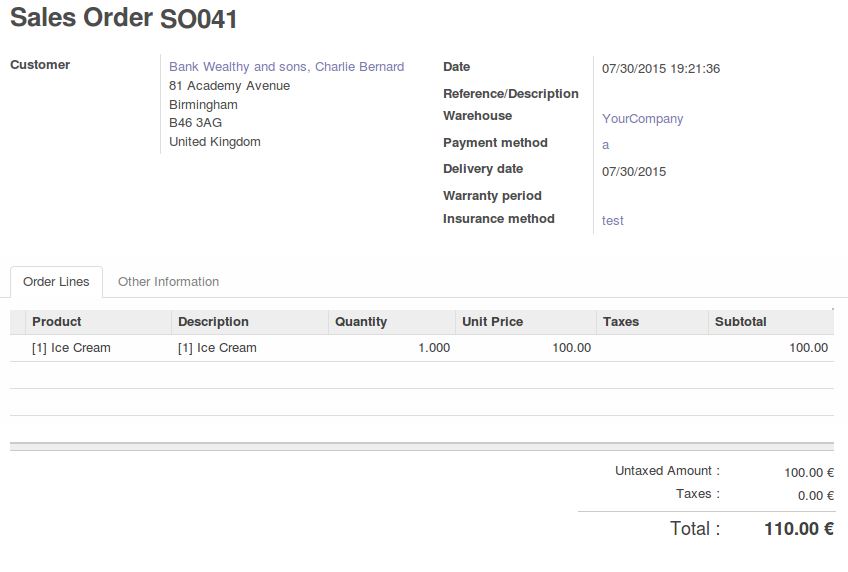 Sales Order SO041
Customer
Bank Wealthy and sons, Charlie Bernard
81 Academy Avenue
Birmingham
B46 3AG
United Kingdom
Date 07/30/2015 19:21:36
Reference/Description
Warehouse YourCompany
Payment method a
Delivery date 07/30/2015
Warranty period
Insurance method test
Order Lines Other Information
Product Description Quantity Unit Price Taxes Subtotal
[1] Ice Cream [1] Ice Cream 1.000 100.00 100.00
Untaxed Amount : 100.00 €
Taxes : 0.00 €
Total : 110.00 €